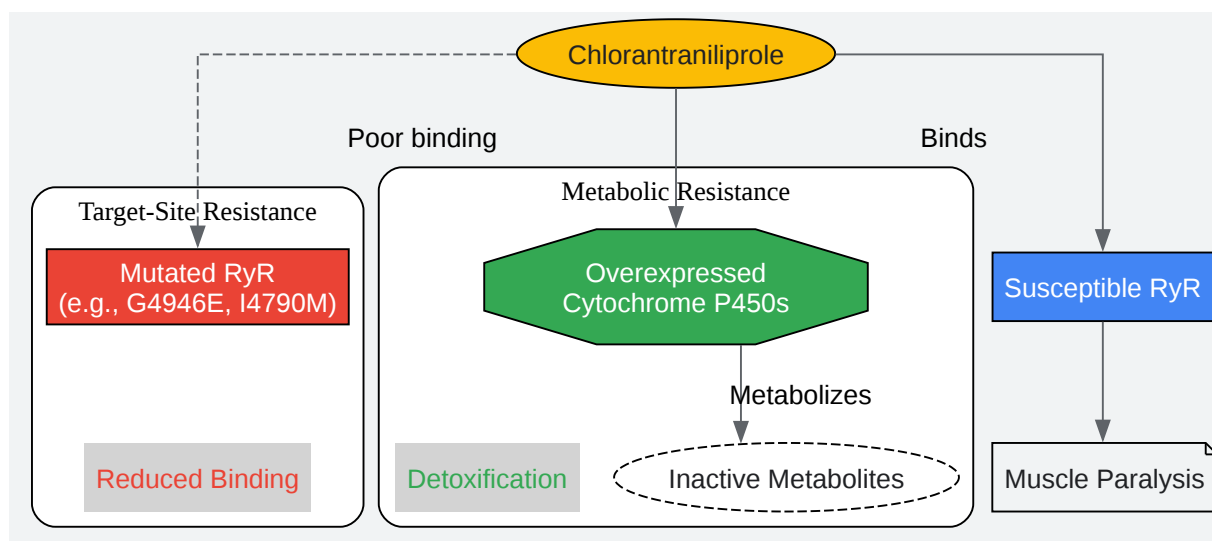 Chlorantraniliprole
Poor binding
Binds
Target-Site Resistance
Metabolic Resistance
Mutated RyR
(e.g., G4946E, I4790M)
Overexpressed
Cytochrome P450s
Susceptible RyR
Metabolizes
Reduced Binding
Detoxification
Inactive Metabolites
Muscle Paralysis